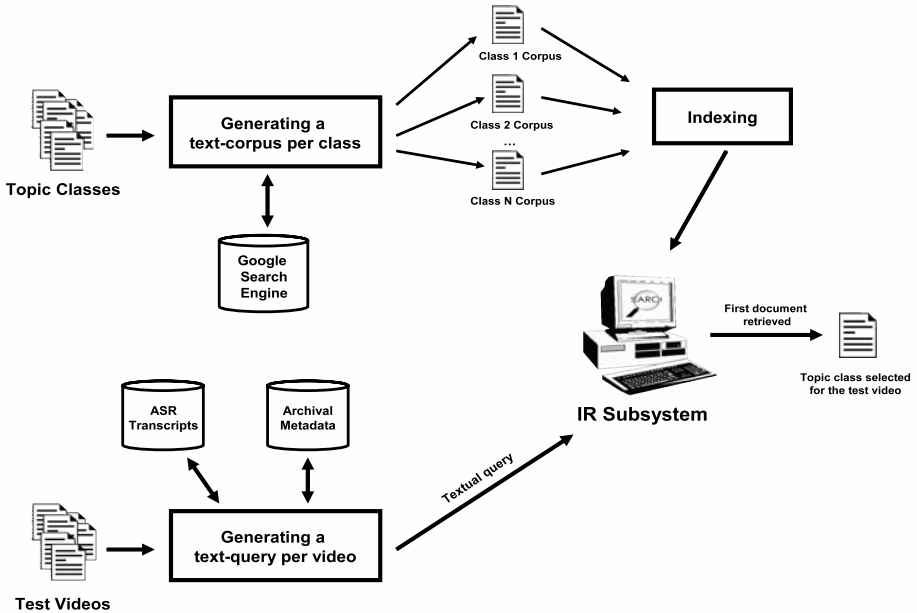 Class 1 Corpus
Generating a
text-corpus per class
Class 2 Corpus
...
Class N Corpus
Indexing
Topic Classes
Google
Search
Engine
SEARCH
First document
retrieved
Topic class selected
for the test video
IR Subsystem
ASR
Transcripts
Archival
Metadata
Textual query
Generating a
text-query per video
Test Videos